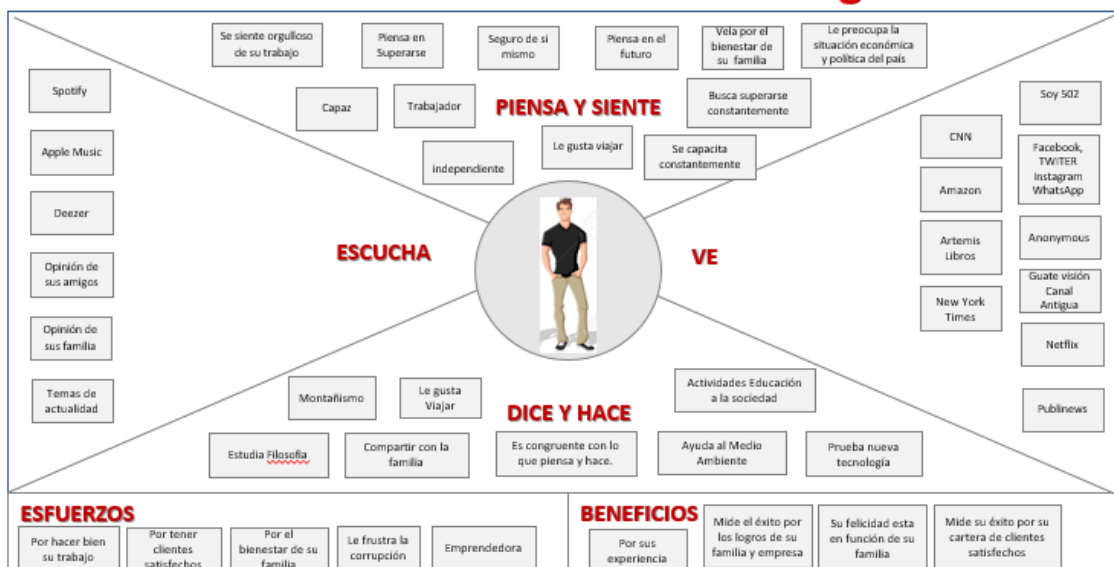 Se siente orgulloso
de su trabajo
Piensa en
Superarse
Seguro de si
mismo
Piensa en el
futuro
Vela por el
bienestar de
su familia
Le preocupa la
situación económica
y política del país
Capaz
Trabajador
PIENSA Y SIENTE
Busca superarse
constantemente
independiente
Le gusta viajar
Se capacita
constantemente
Spotify
Apple Music
Deezer
Opinión de
sus amigos
Opinión de
sus familia
Temas de
actualidad
ESCUCHA
VE
CNN
Amazon
Artemis
Libros
New York
Times
Soy 502
Facebook,
TWITER
Instagram
WhatsApp
Anonymous
Guate visión
Canal
Antigua
Netflix
Publinews
Montañismo
Le gusta
Viajar
DICE Y HACE
Actividades Educación
a la sociedad
Estudia Filosofía
Compartir con la
familia
Es congruente con lo
que piensa y hace.
Ayuda al Medio
Ambiente
Prueba nueva
tecnología
ESFUERZOS
Por hacer bien
su trabajo
Por tener
clientes
satisfechos
Por el
bienestar de su
familia
Le frustra la
corrupción
Emprendedora
BENEFICIOS
Por sus
experiencia
Mide el éxito por
los logros de su
familia y empresa
Su felicidad esta
en función de su
familia
Mide su éxito por su
cartera de clientes
satisfechos